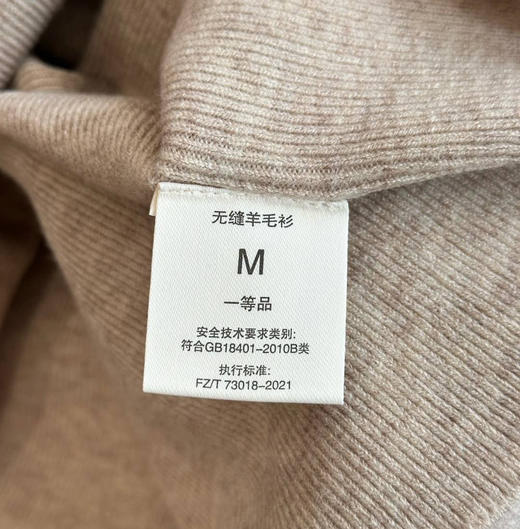 无缝羊毛衫
M
一等品
安全技术要求类别:
符合GB18401-2010B类
执行标准:
FZ/T 73018-2021